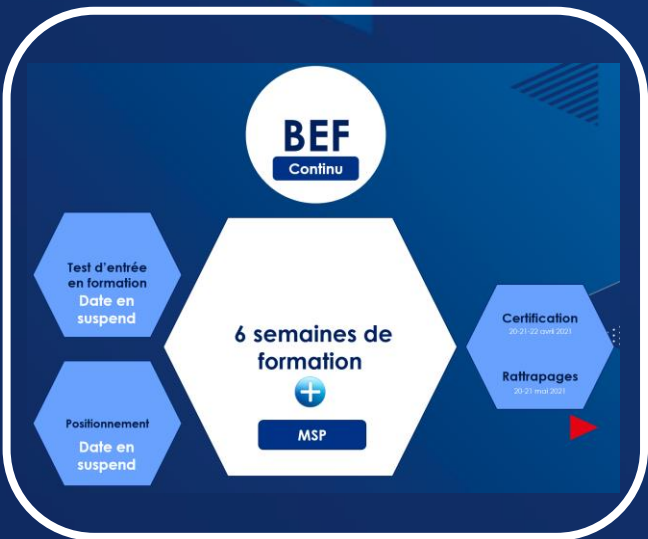 BEF
Continu
Test d'entrée
en formation
Date en
suspend
Positionnement
Date en
suspend
6 semaines de
formation
MSP
Certification
20-21-22 avril 2021
Rattrapages
20-21 mai 2021